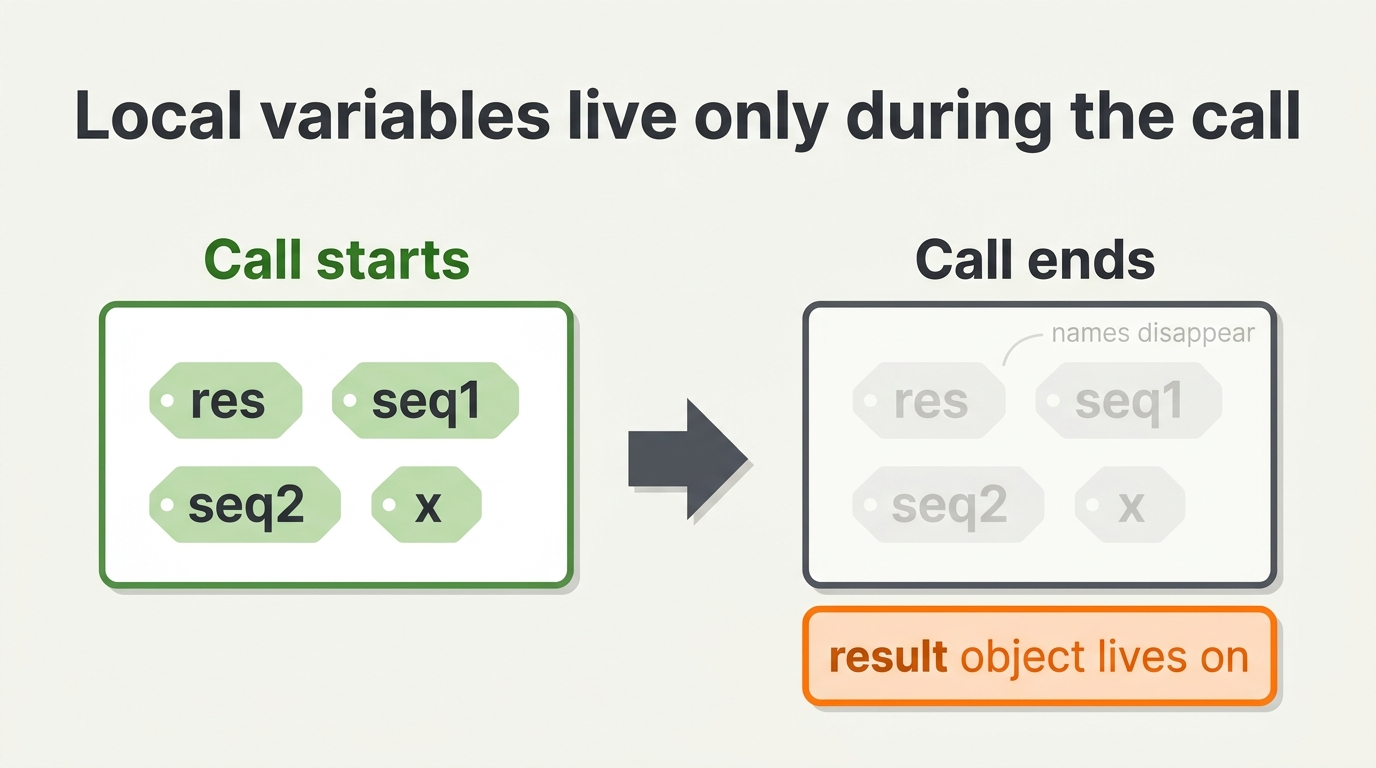 Local variables live only during the call
Call starts
res seq1
seq2 x
Call ends
names disappear
res seq1
seq2 x
result object lives on